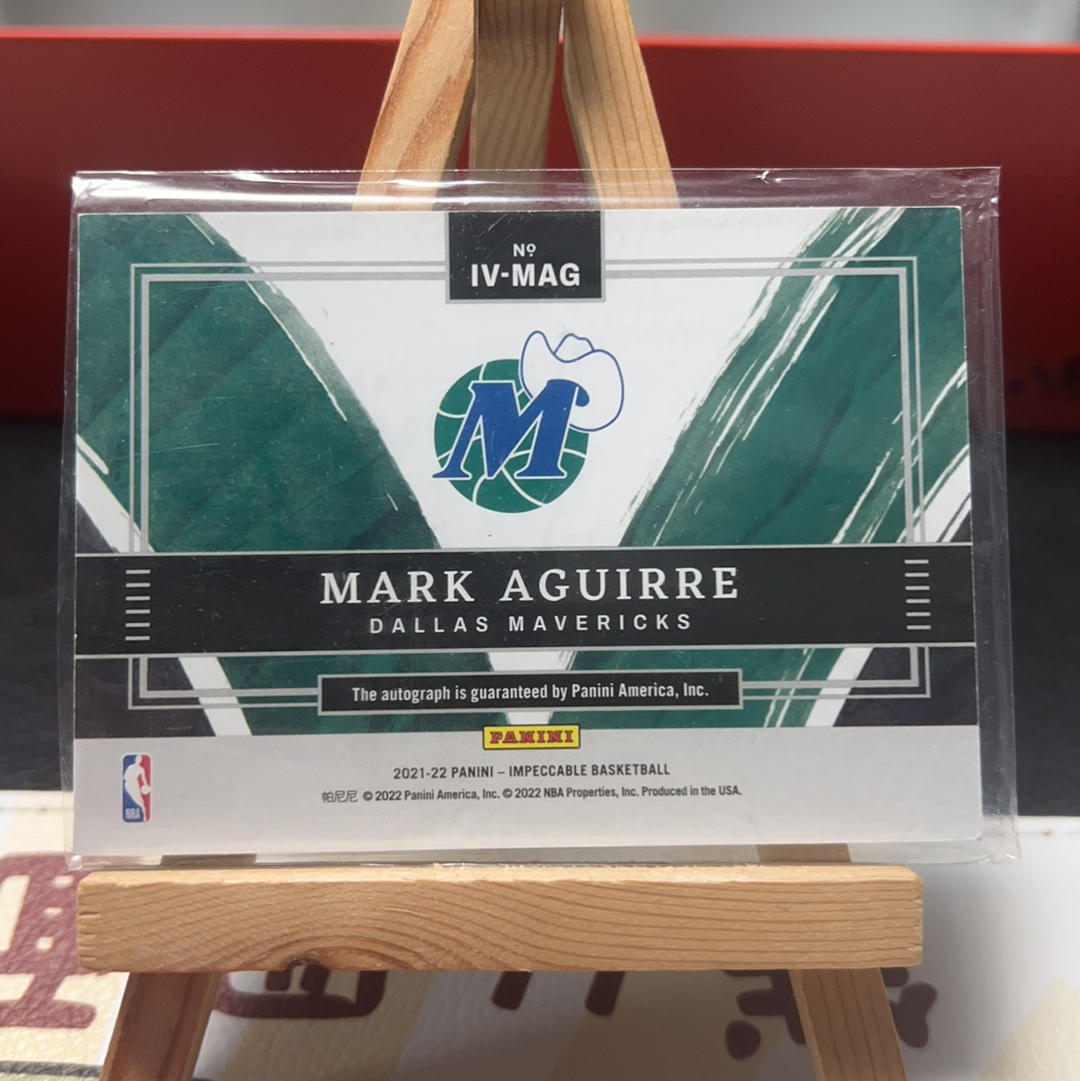 Nº
IV-MAG
M
MARK AGUIRRE
DALLAS MAVERICKS
The autograph is guaranteed by Panini America, Inc.
PANINI
2021-22 PANINI – IMPECCABLE BASKETBALL
帕尼尼 © 2022 Panini America, Inc. © 2022 NBA Properties, Inc. Produced in the USA.
NBA